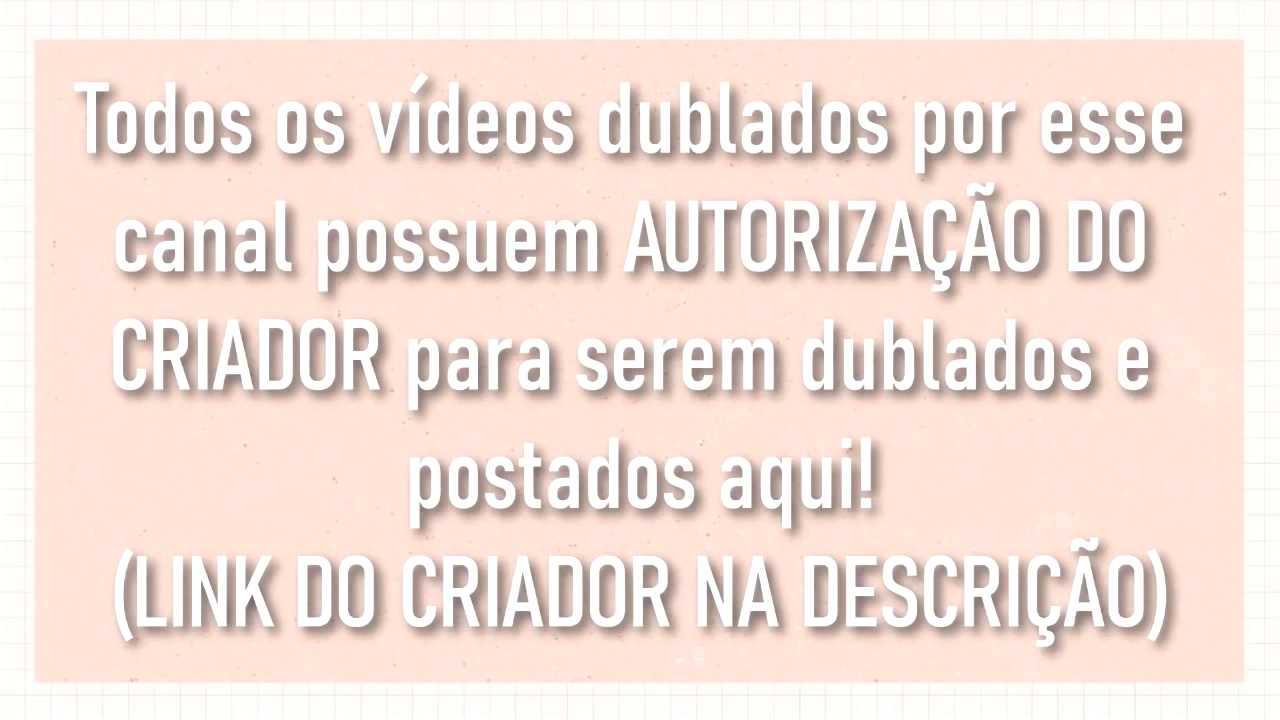 Todos os vídeos dublados por esse
canal possuem AUTORIZAÇÃO DO
CRIADOR para serem dublados e
postados aqui!
(LINK DO CRIADOR NA DESCRIÇÃO)